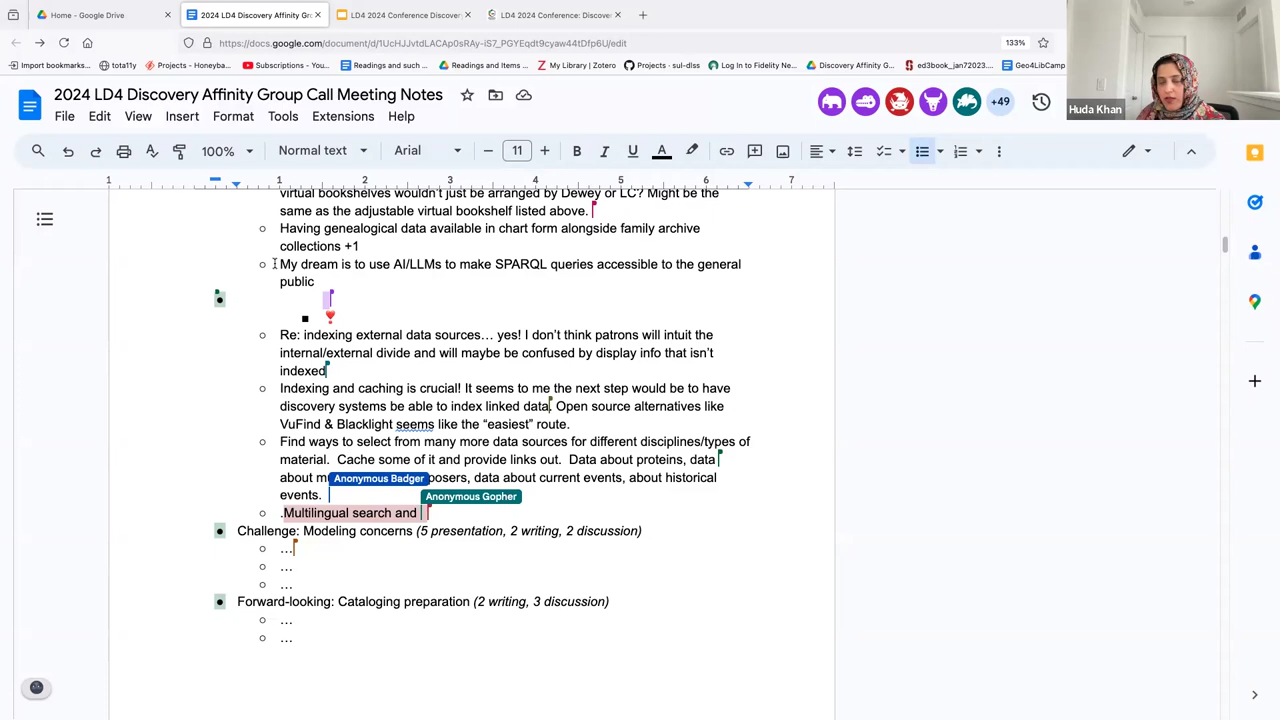 Home - Google Drive
2024 LD4 Discovery Affinity Gro
LD4 2024 Conference Discover
LD4 2024 Conference: Discove
https://docs.google.com/document/d/1UcHJJvtdLACAp0sRAy-iS7_PGYEqdt9cyaw44tDfp6U/edit
133%
Import bookmarks...
tota11y
Projects - Honeyba
Subscriptions - You...
Readings and such ...
Readings and Items ...
My Library | Zotero
Projects - sul-dlss
Log In to Fidelity Ne...
Discovery Affinity G...
ed3book_jan72023...
Geo4LibCamp
Huda Khan
2024 LD4 Discovery Affinity Group Call Meeting Notes
+49
File Edit View Insert Format Tools Extensions Help
100%
Normal text
Arial
11
1 1 2 3 4 5 6 7
virtual bookshelves wouldn't just be arranged by Dewey or LC? Might be the
same as the adjustable virtual bookshelf listed above.
Having genealogical data available in chart form alongside family archive
collections +1
My dream is to use AI/LLMs to make SPARQL queries accessible to the general
public
Re: indexing external data sources… yes! I don't think patrons will intuit the
internal/external divide and will maybe be confused by display info that isn't
indexed
Indexing and caching is crucial! It seems to me the next step would be to have
discovery systems be able to index linked data. Open source alternatives like
VuFind & Blacklight seems like the "easiest" route.
Find ways to select from many more data sources for different disciplines/types of
material. Cache some of it and provide links out. Data about proteins, data
about m
Anonymous Badger
posers, data about current events, about historical
events.
Anonymous Gopher
.Multilingual search and
Challenge: Modeling concerns (5 presentation, 2 writing, 2 discussion)
…
…
…
Forward-looking: Cataloging preparation (2 writing, 3 discussion)
…
…